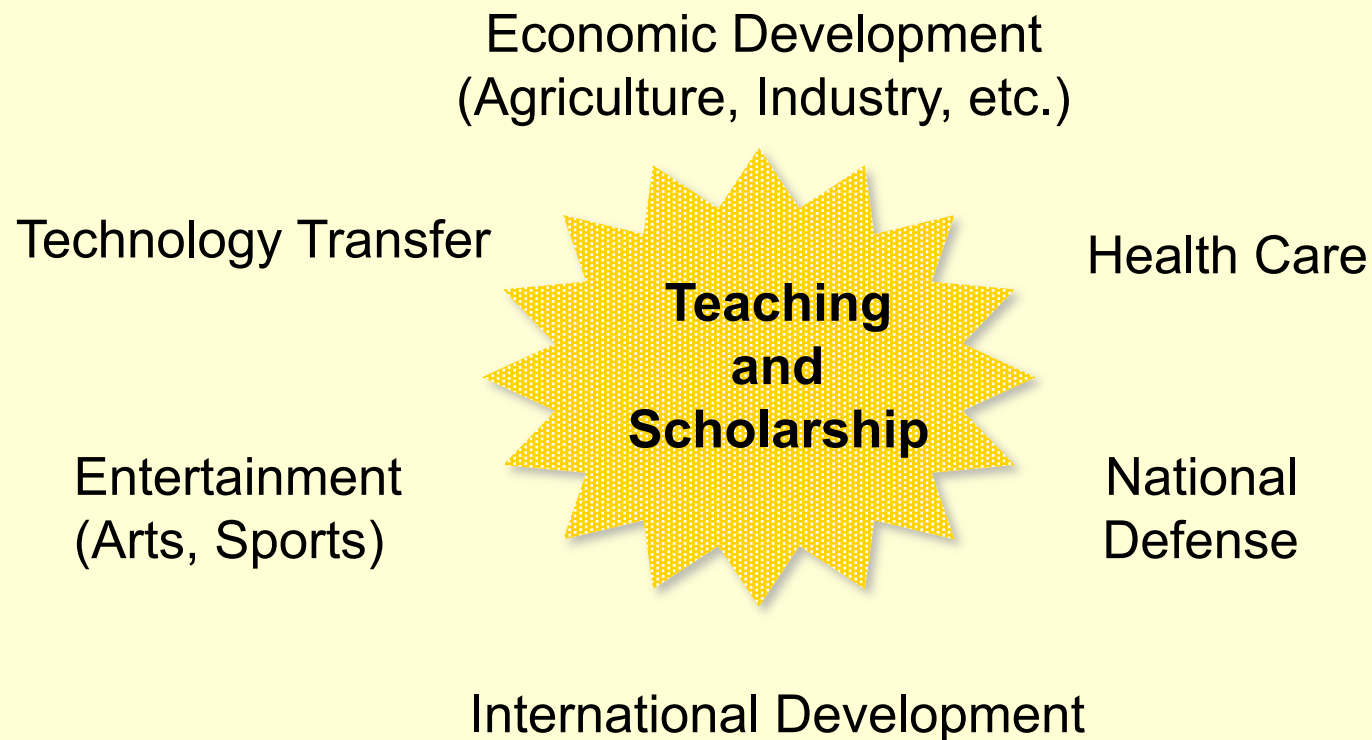 Economic Development
(Agriculture, Industry, etc.)
Technology Transfer
Health Care
Teaching
and
Scholarship
Entertainment
(Arts, Sports)
National
Defense
International Development